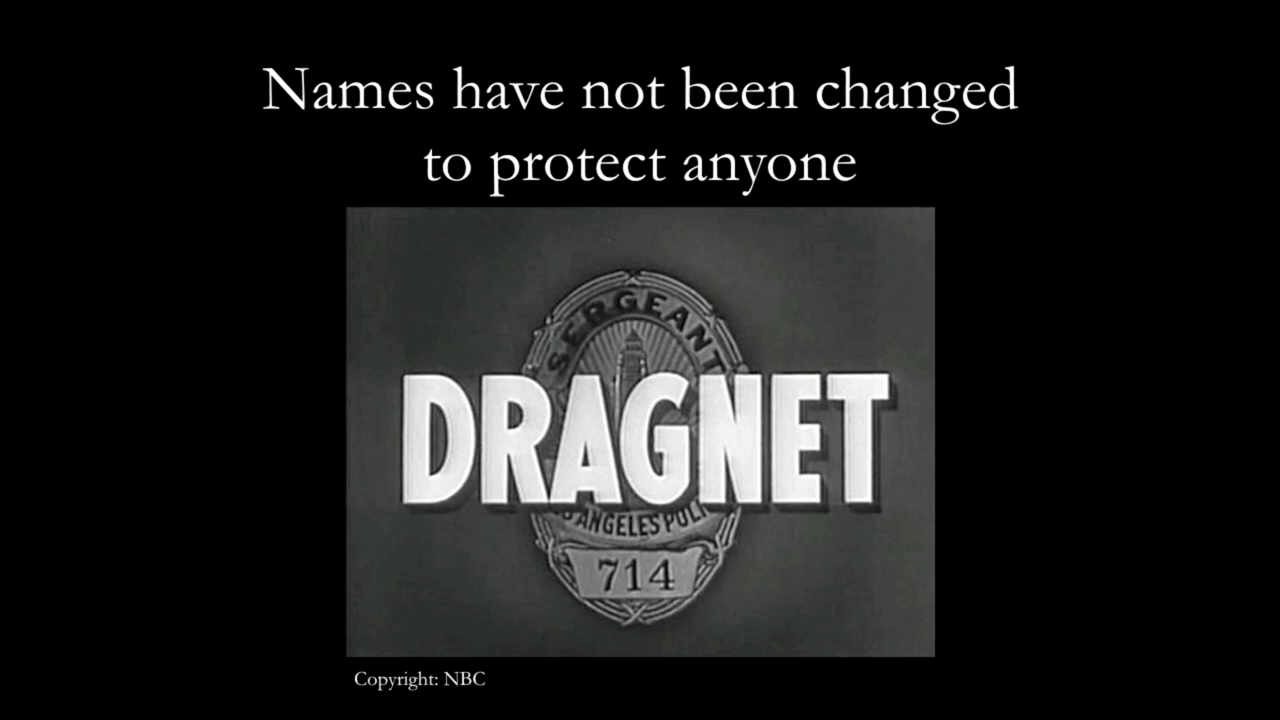 Names have not been changed
to protect anyone
SERGEANT
DRAGNET
ANGELES
714
Copyright: NBC